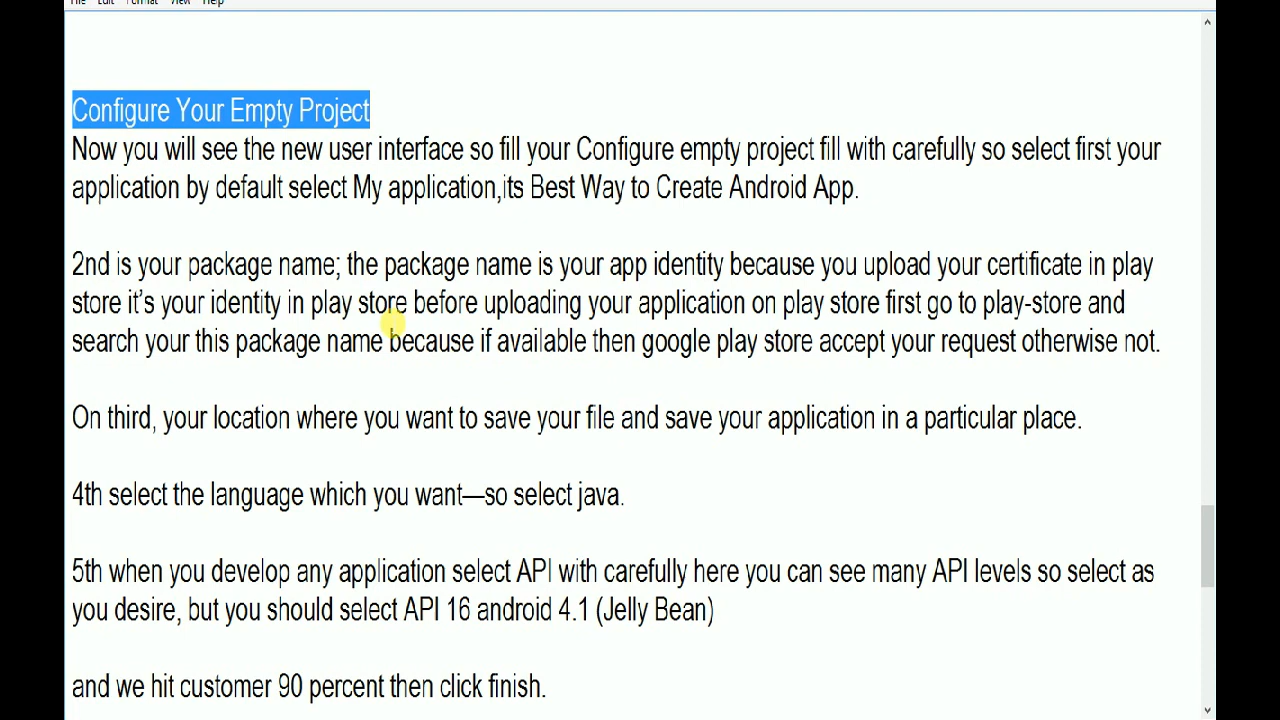 File Edit Format View Help
Configure Your Empty Project
Now you will see the new user interface so fill your Configure empty project fill with carefully so select first your
application by default select My application,its Best Way to Create Android App.
2nd is your package name; the package name is your app identity because you upload your certificate in play
store it’s your identity in play store before uploading your application on play store first go to play-store and
search your this package name because if available then google play store accept your request otherwise not.
On third, your location where you want to save your file and save your application in a particular place.
4th select the language which you want—so select java.
5th when you develop any application select API with carefully here you can see many API levels so select as
you desire, but you should select API 16 android 4.1 (Jelly Bean)
and we hit customer 90 percent then click finish.